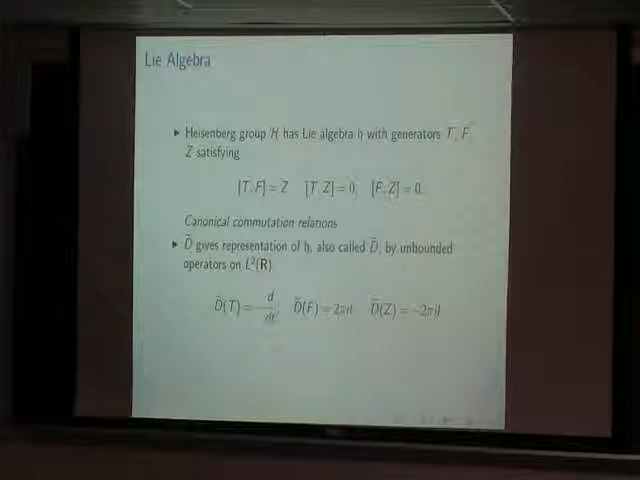 Lie Algebra
▶ Heisenberg group H has Lie algebra 𝔥 with generators T, F
Z satisfying
[T, F] = Z [T, Z] = 0, [F, Z] = 0.
Canonical commutation relations
▶ D̃ gives representation of 𝔥, also called D̃, by unbounded
operators on L²(R)
D̃(T) = − d/dt, D̃(F) = 2πit D̃(Z) = −2πiI